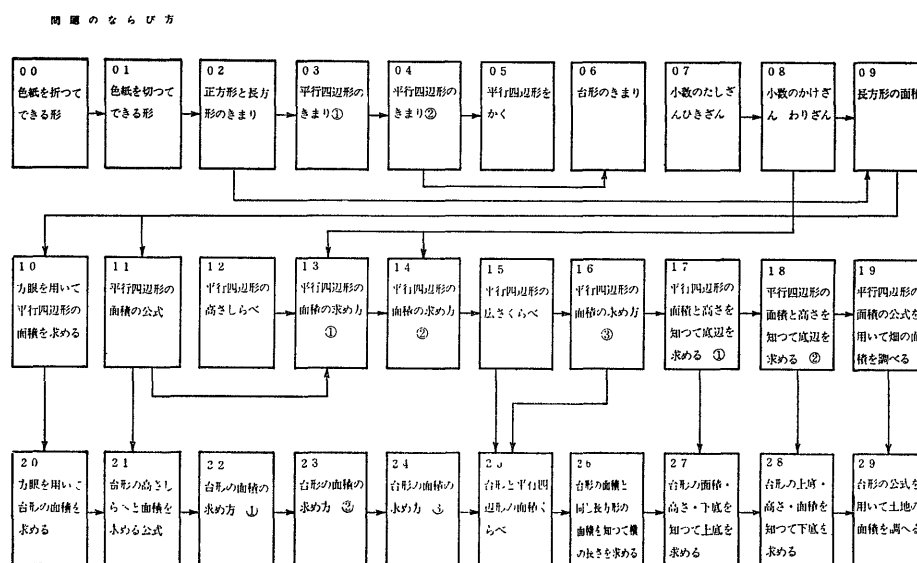 問題のならび方
00
色紙を折つて
できる形
01
色紙を切つて
できる形
02
正方形と長方
形のきまり
03
平行四辺形の
きまり①
04
平行四辺形の
きまり②
05
平行四辺形を
かく
06
台形のきまり
07
小数のたしざ
んひきざん
08
小数のかけざ
ん わりざん
09
長方形の面積
10
方眼を用いて
平行四辺形の
面積を求める
11
平行四辺形の
面積の公式
12
平行四辺形の
高さしらべ
13
平行四辺形の
面積の求め方
①
14
平行四辺形の
面積の求め方
②
15
平行四辺形の
広さくらべ
16
平行四辺形の
面積の求め方
③
17
平行四辺形の
面積と高さを
知つて底辺を
求める ①
18
平行四辺形の
面積と高さを
知つて底辺を
求める ②
19
平行四辺形の
面積の公式を
用いて畑の面
積を調べる
20
方眼を用いて
台形の面積を
求める
21
台形の高さし
らべと面積を
求める公式
22
台形の面積の
求め方 ①
23
台形の面積の
求め方 ②
24
台形の面積の
求め方 ③
25
台形と平行四
辺形の面積く
らべ
26
台形の面積と
同じ長方形の
面積を知つて横
の長さを求める
27
台形の面積・
高さ・下底を
知つて上底を
求める
28
台形の上底・
高さ・面積を
知つて下底を
求める
29
台形の公式を
用いて土地の
面積を調べる